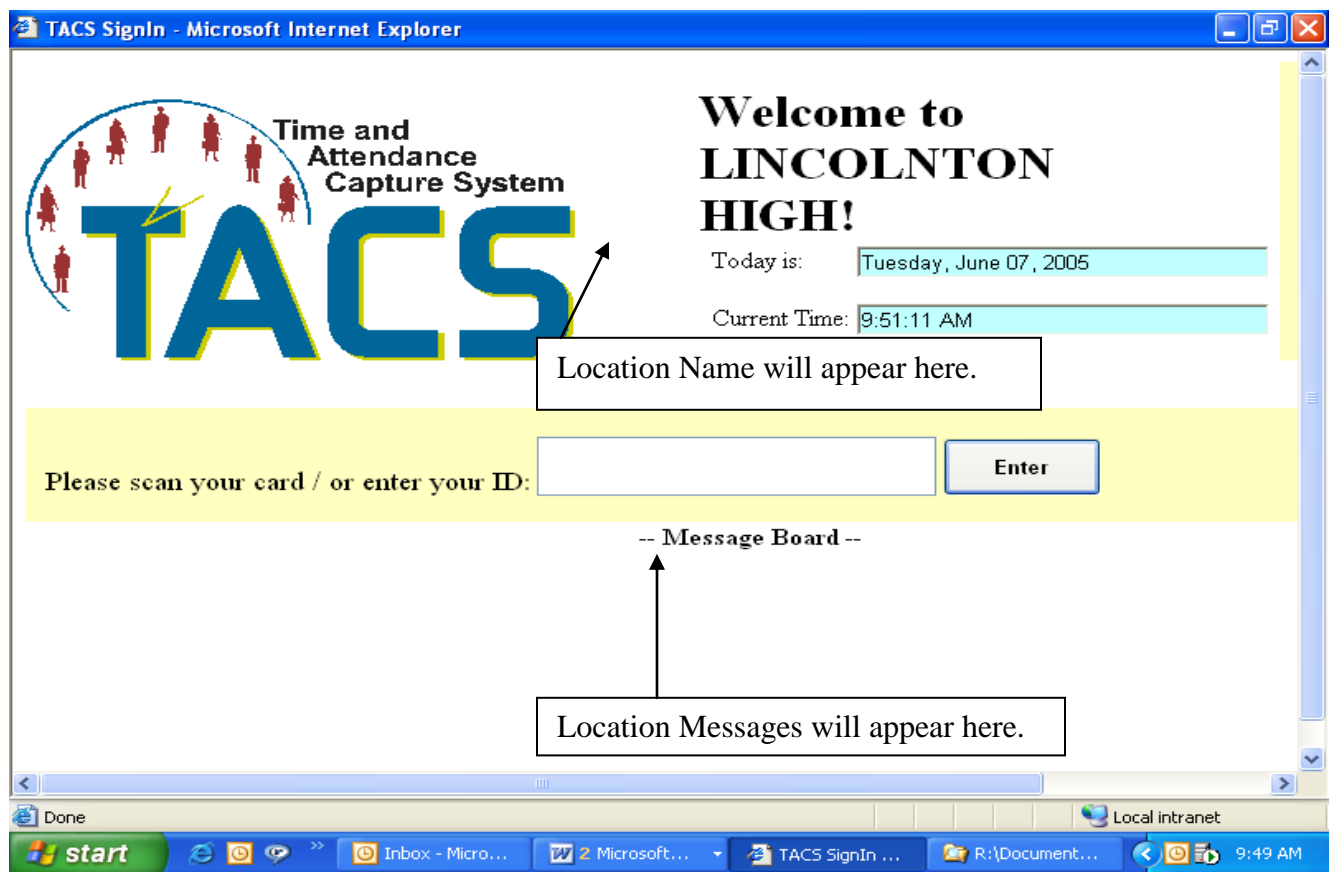 TACS SignIn - Microsoft Internet Explorer
Time and
Attendance
Capture System
TACS
Welcome to
LINCOLNTON
HIGH!
Today is: Tuesday, June 07, 2005
Current Time: 9:51:11 AM
Location Name will appear here.
Please scan your card / or enter your ID:
Enter
-- Message Board --
Location Messages will appear here.
Done
Local intranet
start
Inbox - Micro...
2 Microsoft...
TACS SignIn ...
R:\Document...
9:49 AM